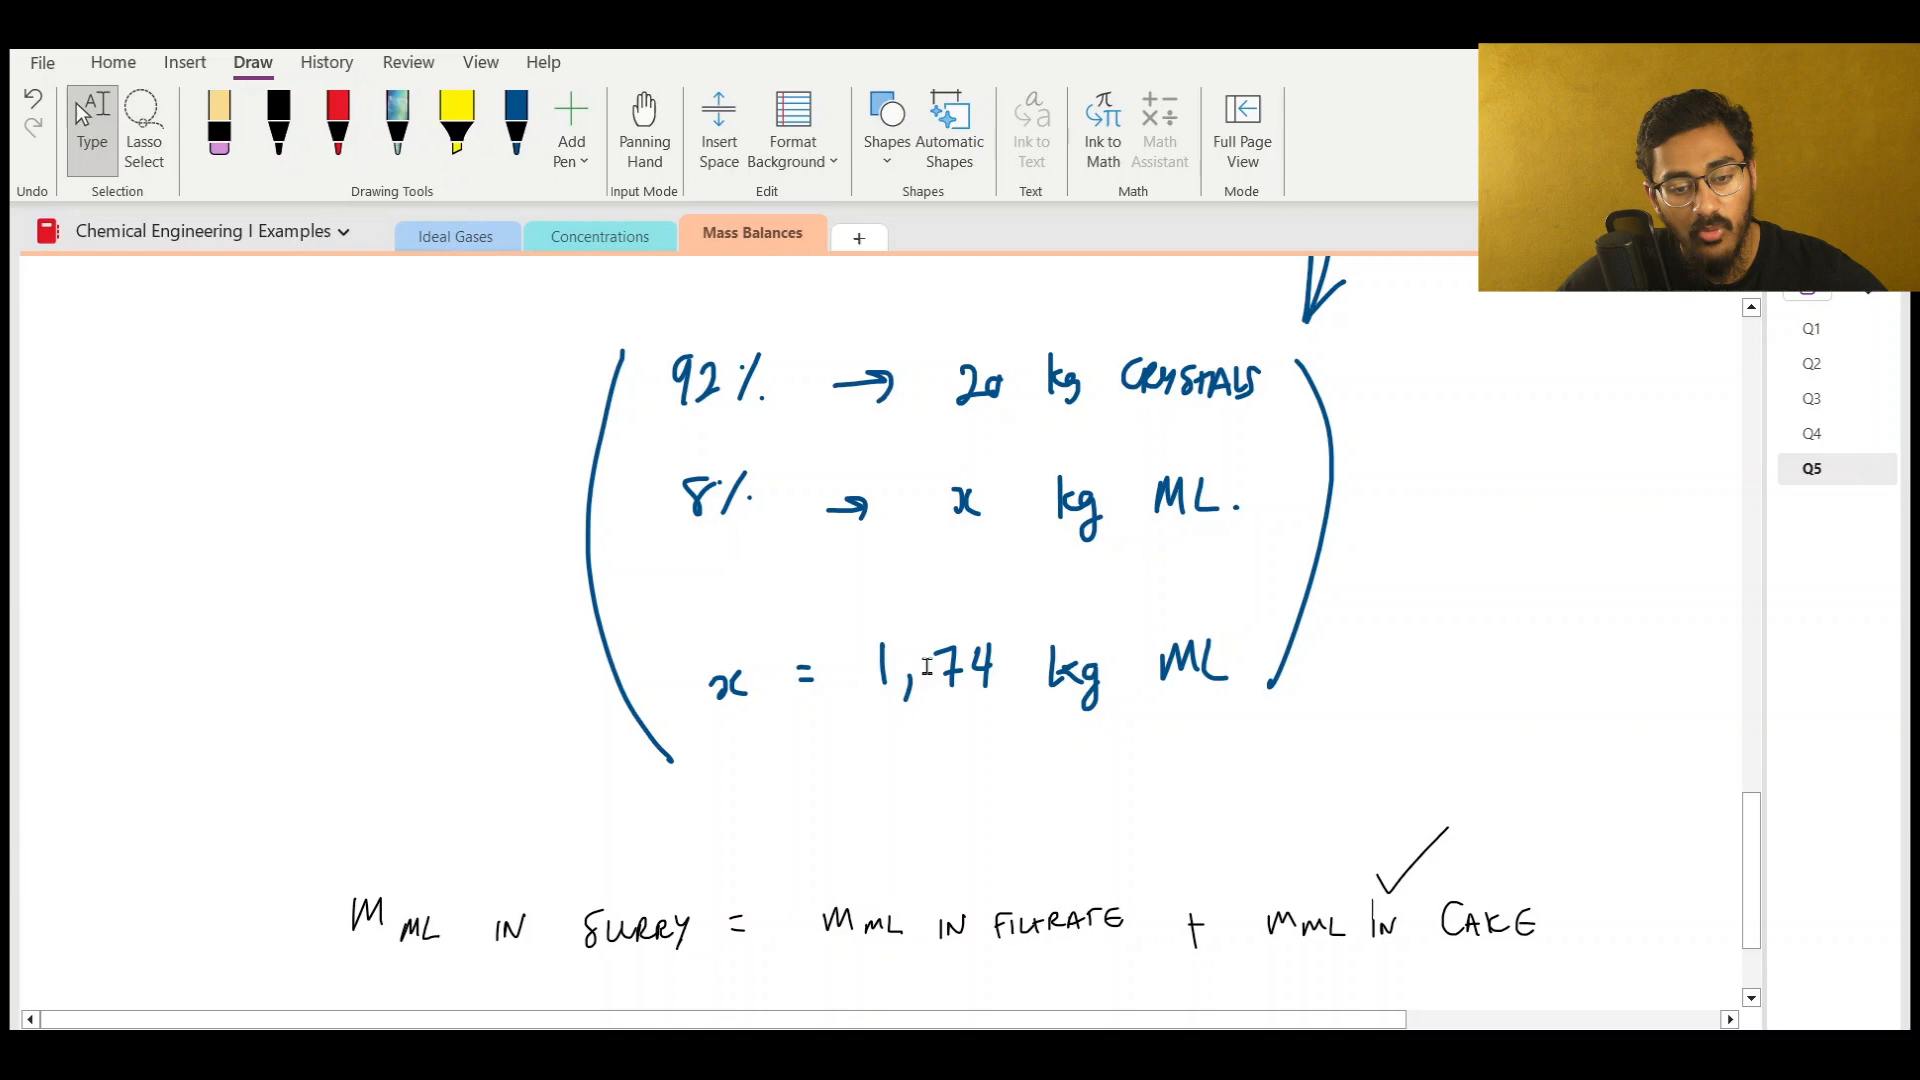 File Home Insert Draw History Review View Help
Type Lasso Select Add Pen Panning Hand Insert Space Format Background Shapes Automatic Shapes Ink to Text Ink to Math Math Assistant Full Page View
Undo Selection Drawing Tools Input Mode Edit Shapes Text Math Mode
Chemical Engineering I Examples Ideal Gases Concentrations Mass Balances +
Q1
Q2
Q3
Q4
Q5
92% → 20 kg CRYSTALS
8% → x kg ML.
x = 1,74 kg ML
M ML IN SURRY = M ML IN FILTRATE + M ML IN CAKE